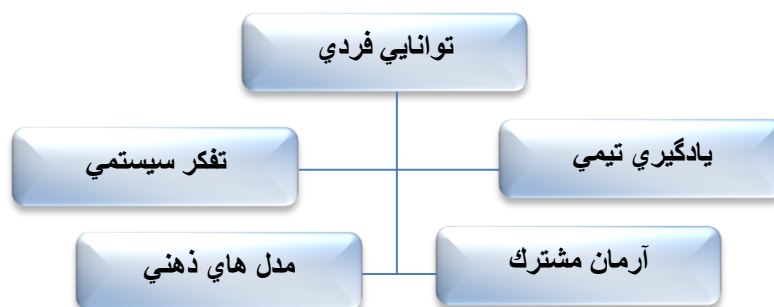 توانايي فردي
يادگيري تيمي
تفكر سيستمي
آرمان مشترك
مدل هاي ذهني